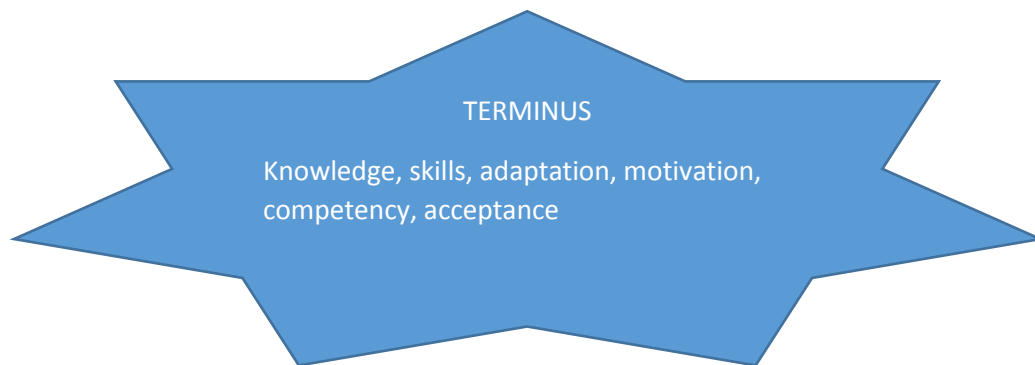 TERMINUS
Knowledge, skills, adaptation, motivation,
competency, acceptance